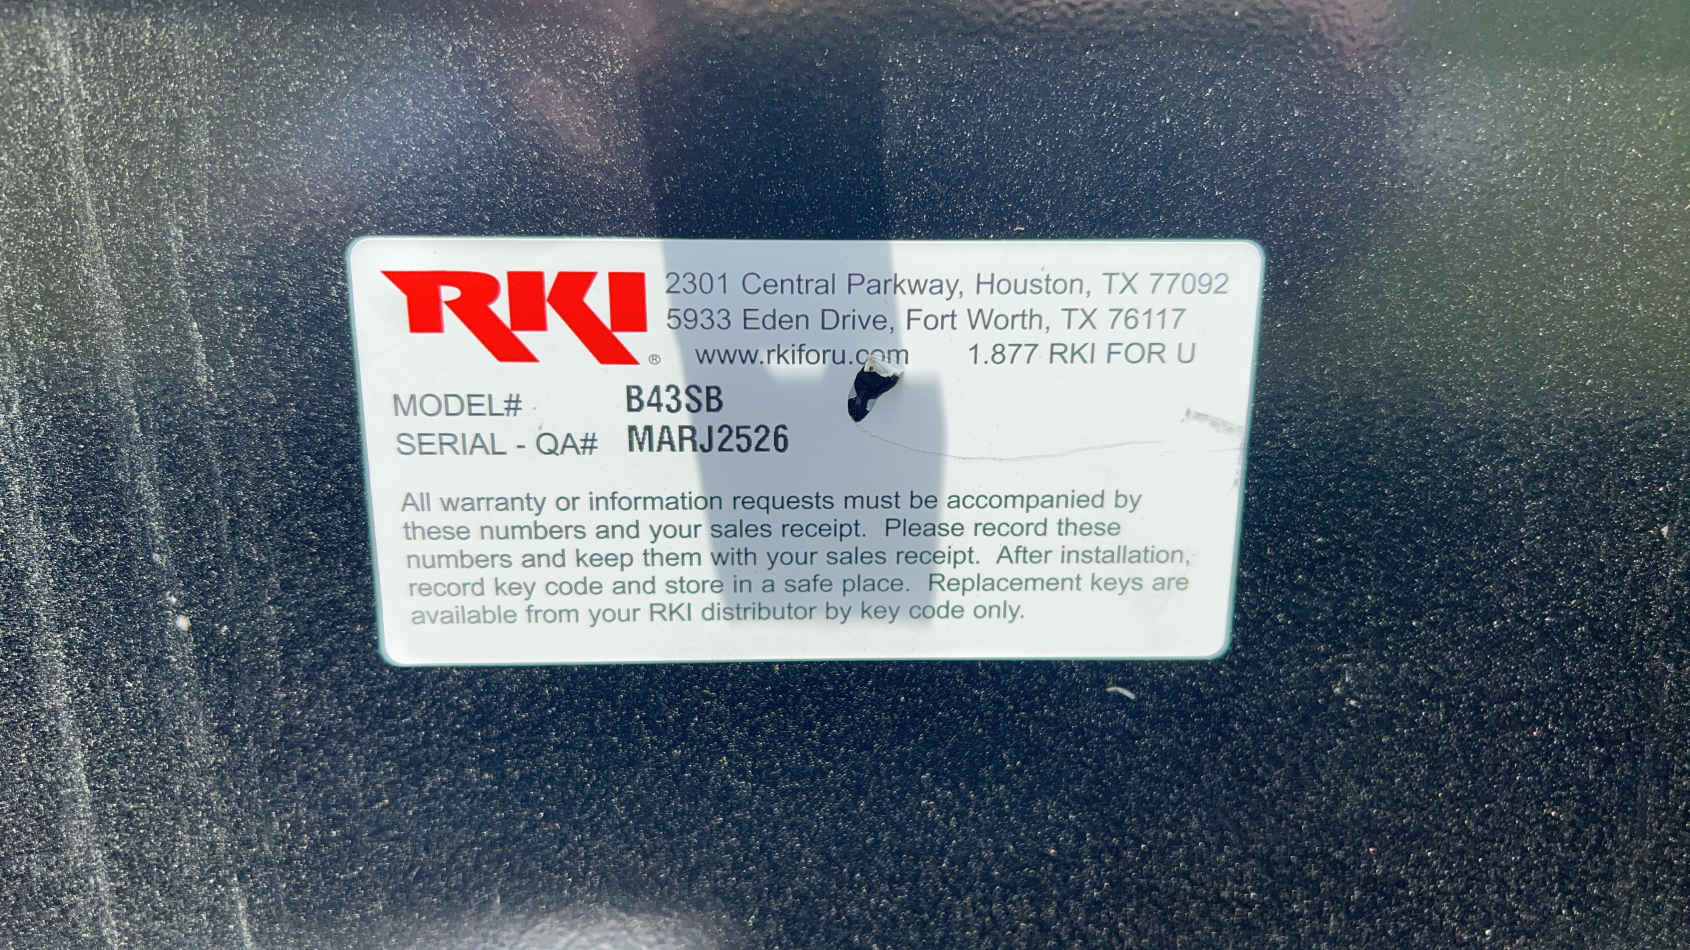 RKI ® 2301 Central Parkway, Houston, TX 77092
5933 Eden Drive, Fort Worth, TX 76117
www.rkiforu.com 1.877 RKI FOR U
MODEL# B43SB
SERIAL - QA# MARJ2526
All warranty or information requests must be accompanied by
these numbers and your sales receipt. Please record these
numbers and keep them with your sales receipt. After installation,
record key code and store in a safe place. Replacement keys are
available from your RKI distributor by key code only.